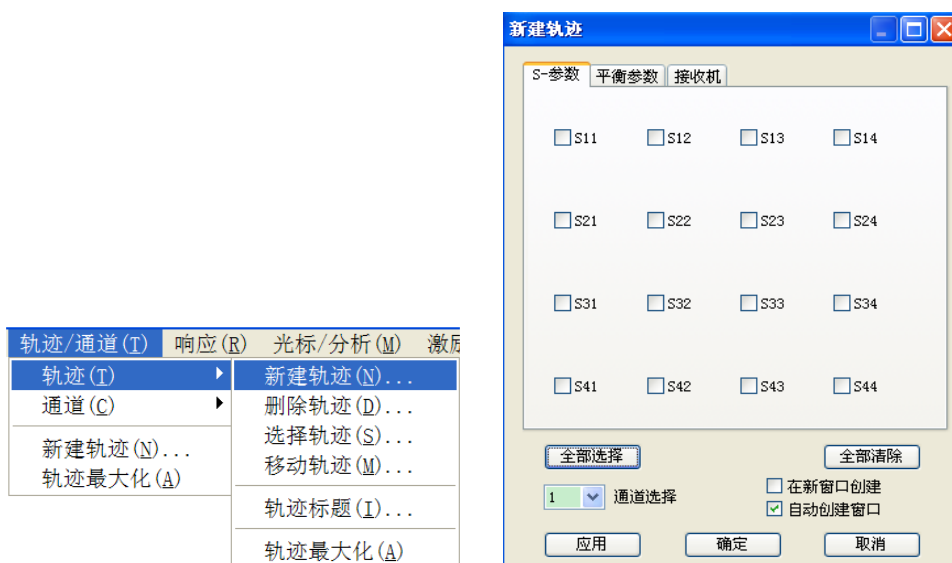 轨迹/通道(T) 响应(R) 光标/分析(M)
轨迹(T)
通道(C)
新建轨迹(N)...
轨迹最大化(A)
新建轨迹(N)...
删除轨迹(D)...
选择轨迹(S)...
移动轨迹(M)...
轨迹标题(I)...
轨迹最大化(A)
新建轨迹
S-参数 平衡参数 接收机
S11 S12 S13 S14
S21 S22 S23 S24
S31 S32 S33 S34
S41 S42 S43 S44
全部选择 全部清除
1 通道选择 在新窗口创建
自动创建窗口
应用 确定 取消